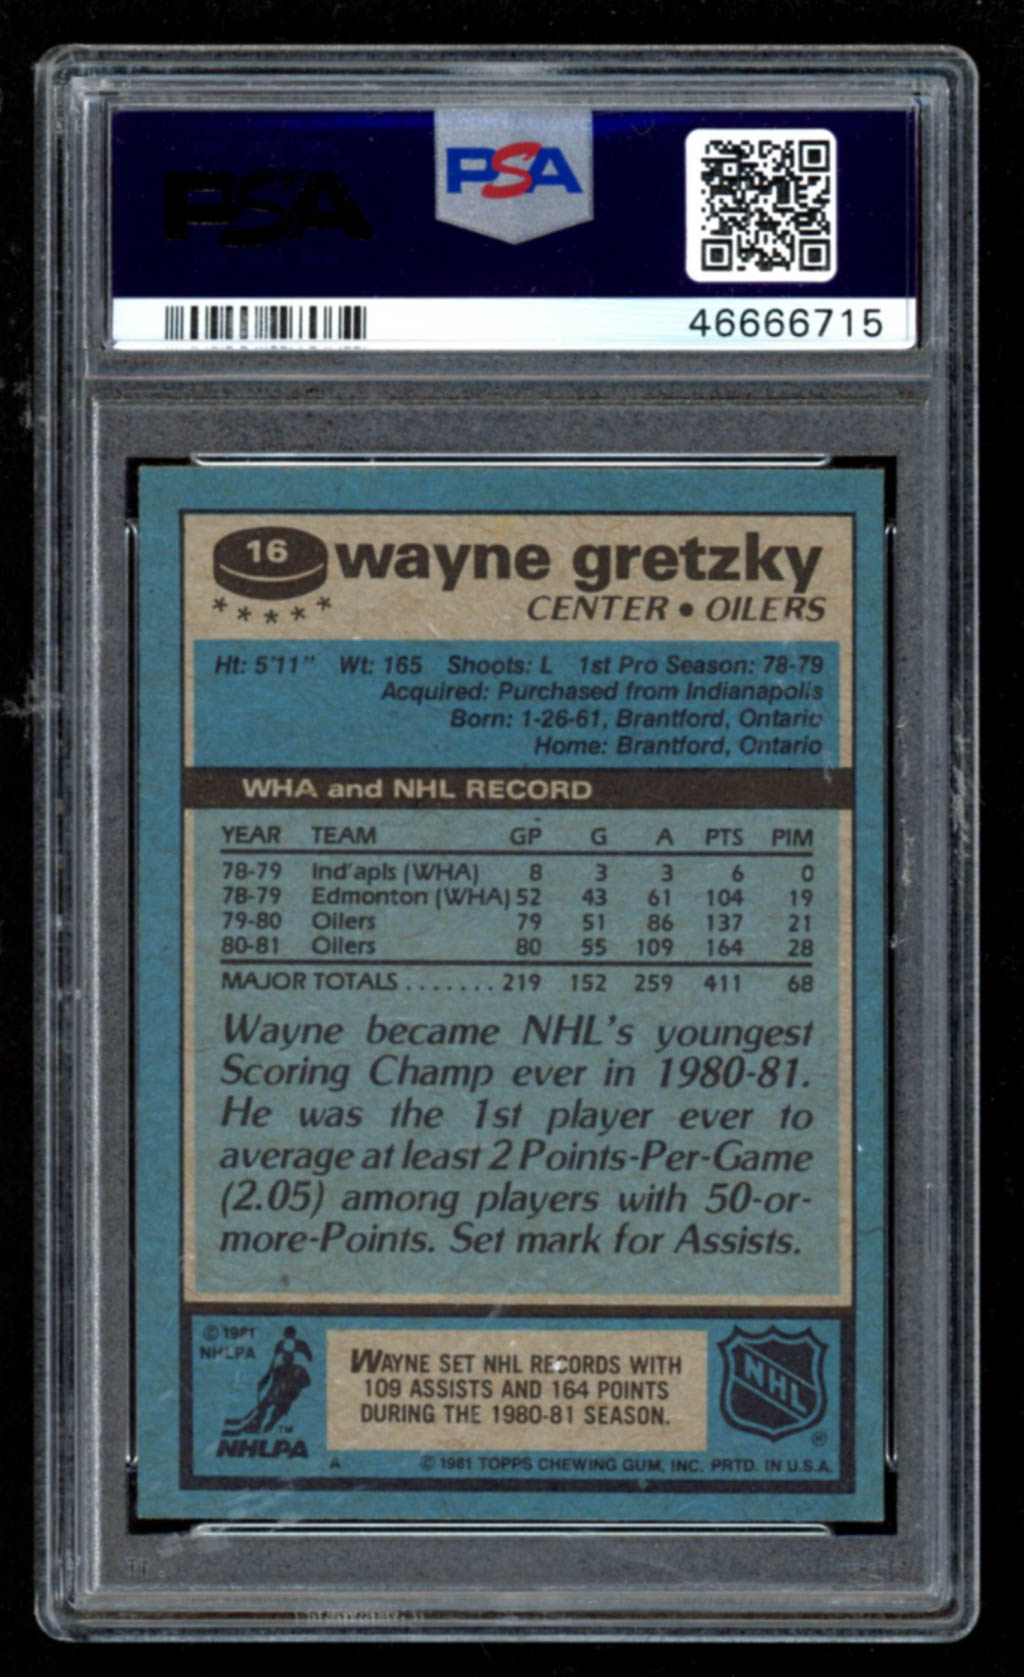 PSA
PSA
46666715
16
wayne gretzky
* * * * *
CENTER • OILERS
Ht: 5'11" Wt: 165 Shoots: L 1st Pro Season: 78-79
Acquired: Purchased from Indianapolis
Born: 1-26-61, Brantford, Ontario
Home: Brantford, Ontario
WHA and NHL RECORD
YEAR TEAM GP G A PTS PIM
78-79 Ind'apls (WHA) 8 3 3 6 0
78-79 Edmonton (WHA) 52 43 61 104 19
79-80 Oilers 79 51 86 137 21
80-81 Oilers 80 55 109 164 28
MAJOR TOTALS ....... 219 152 259 411 68
Wayne became NHL's youngest
Scoring Champ ever in 1980-81.
He was the 1st player ever to
average at least 2 Points-Per-Game
(2.05) among players with 50-or-
more-Points. Set mark for Assists.
© 1981
NHLPA
TM
NHLPA
WAYNE SET NHL RECORDS WITH
109 ASSISTS AND 164 POINTS
DURING THE 1980-81 SEASON.
NHL
®
A © 1981 TOPPS CHEWING GUM, INC. PRTD. IN U.S.A.